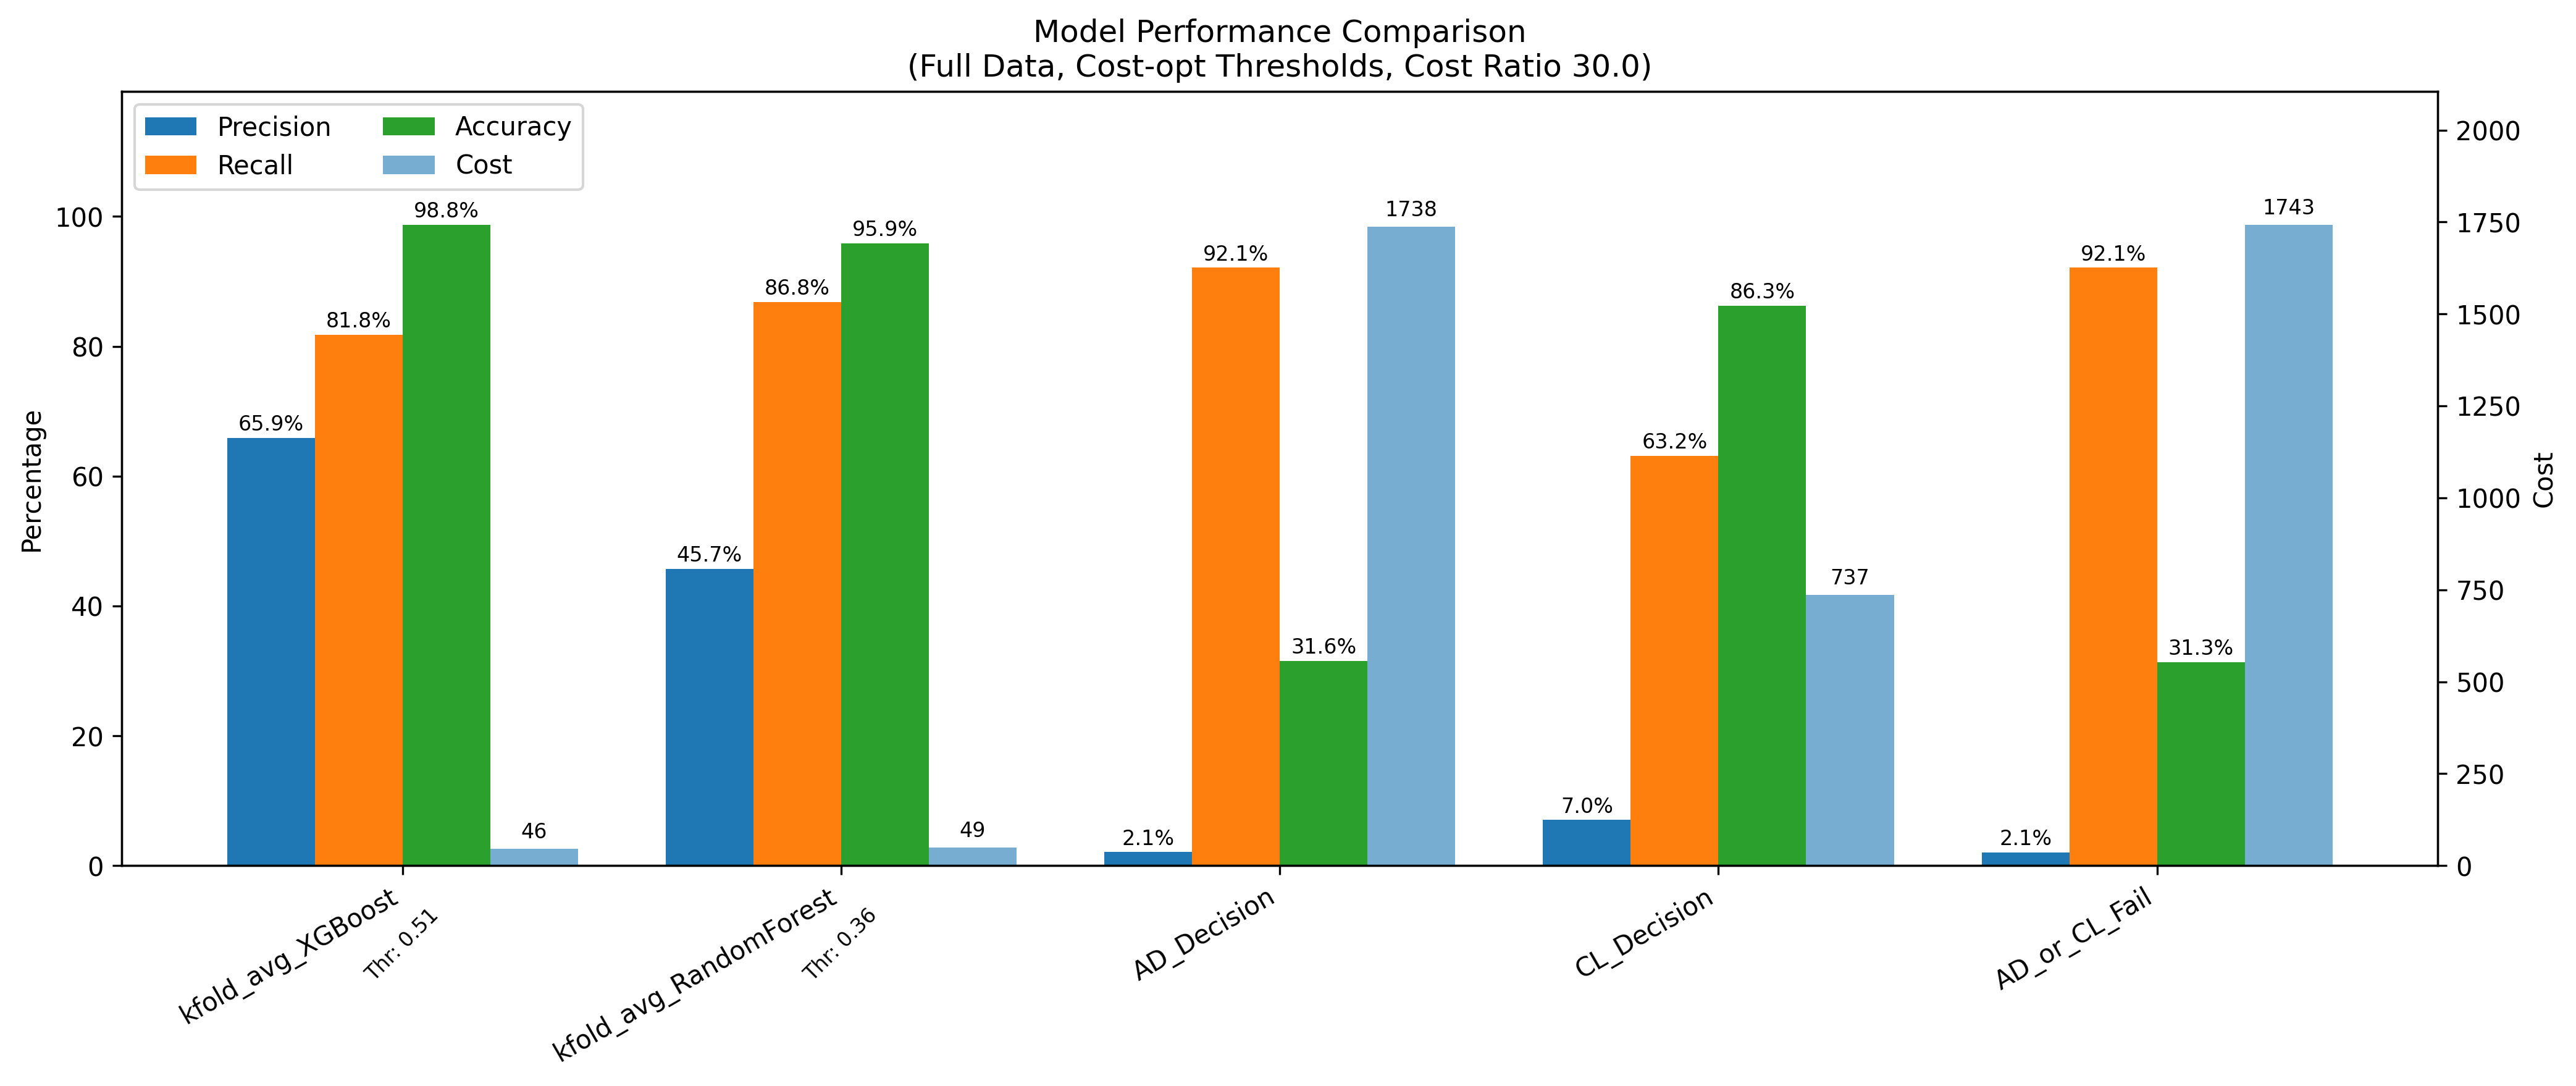 Model Performance Comparison
(Full Data, Cost-opt Thresholds, Cost Ratio 30.0)
Precision
Recall
Accuracy
Cost
Percentage
100
80
60
40
20
0
65.9%
81.8%
98.8%
46
45.7%
86.8%
95.9%
49
2.1%
92.1%
31.6%
1738
7.0%
63.2%
86.3%
737
2.1%
92.1%
31.3%
1743
2000
1750
1500
1250
1000
750
500
250
0
Cost
kfold_avg_XGBoost
Thr: 0.51
kfold_avg_RandomForest
Thr: 0.36
AD_Decision
CL_Decision
AD_or_CL_Fail